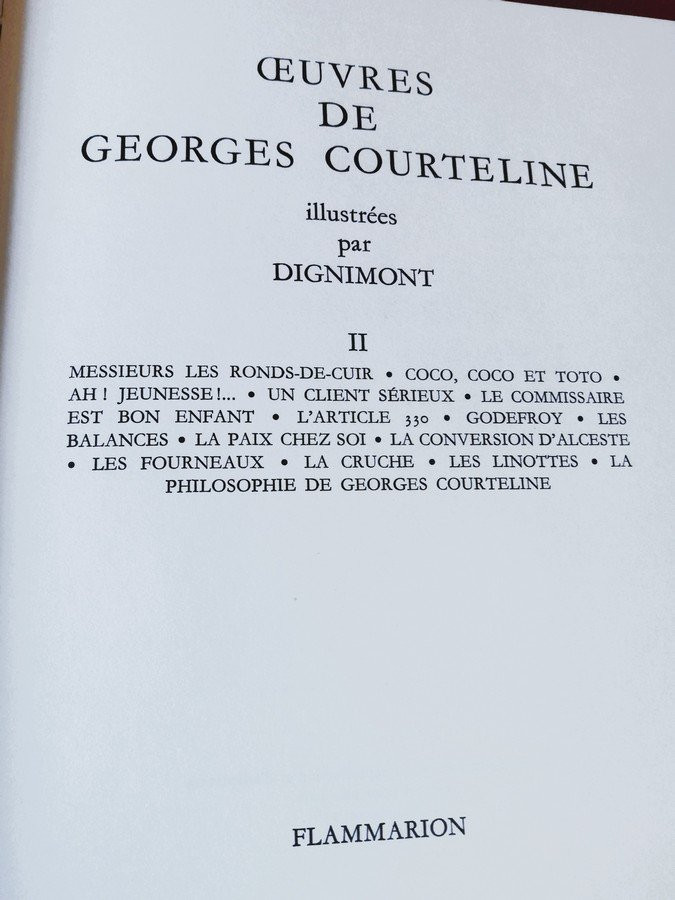 ŒUVRES
DE
GEORGES COURTELINE
illustrées
par
DIGNIMONT
II
MESSIEURS LES RONDS-DE-CUIR • COCO, COCO ET TOTO •
AH ! JEUNESSE !... • UN CLIENT SÉRIEUX • LE COMMISSAIRE
EST BON ENFANT • L'ARTICLE 330 • GODEFROY • LES
BALANCES • LA PAIX CHEZ SOI • LA CONVERSION D'ALCESTE
• LES FOURNEAUX • LA CRUCHE • LES LINOTTES • LA
PHILOSOPHIE DE GEORGES COURTELINE
FLAMMARION